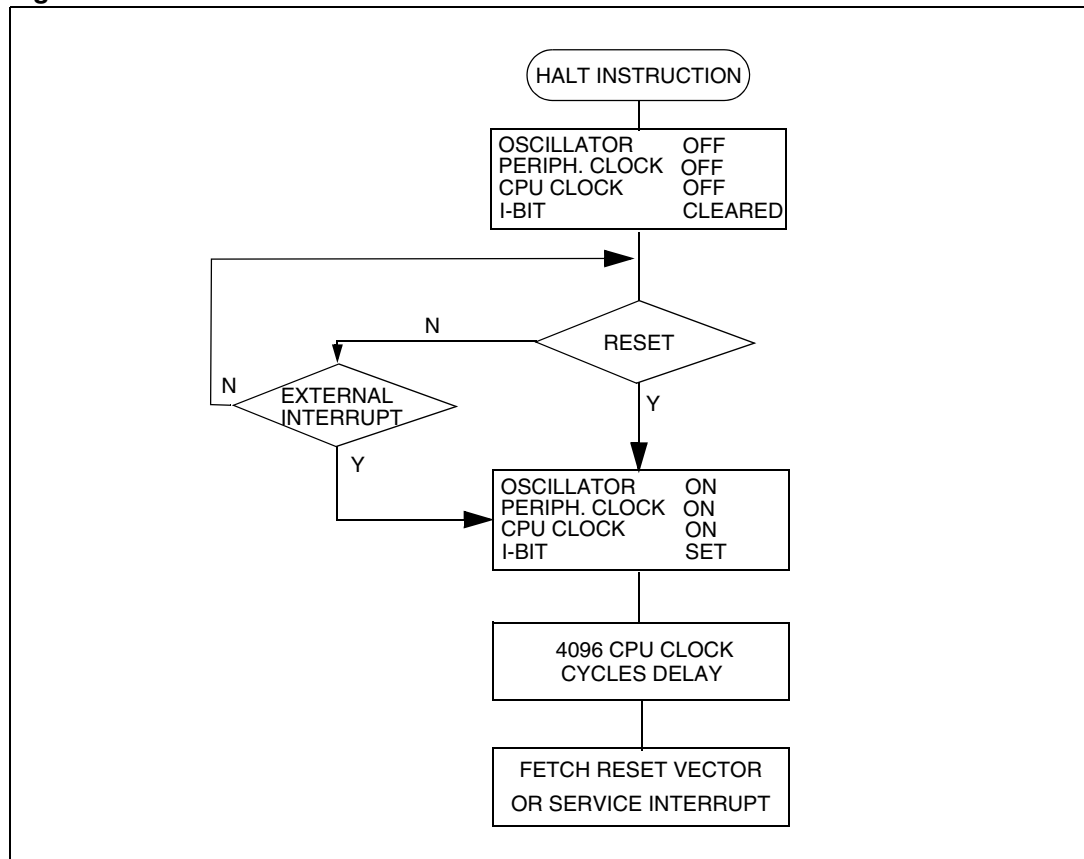 HALT INSTRUCTION
OSCILLATOR OFF
PERIPH. CLOCK OFF
CPU CLOCK OFF
I-BIT CLEARED
N
RESET
N
EXTERNAL
INTERRUPT
Y
Y
OSCILLATOR ON
PERIPH. CLOCK ON
CPU CLOCK ON
I-BIT SET
4096 CPU CLOCK
CYCLES DELAY
FETCH RESET VECTOR
OR SERVICE INTERRUPT